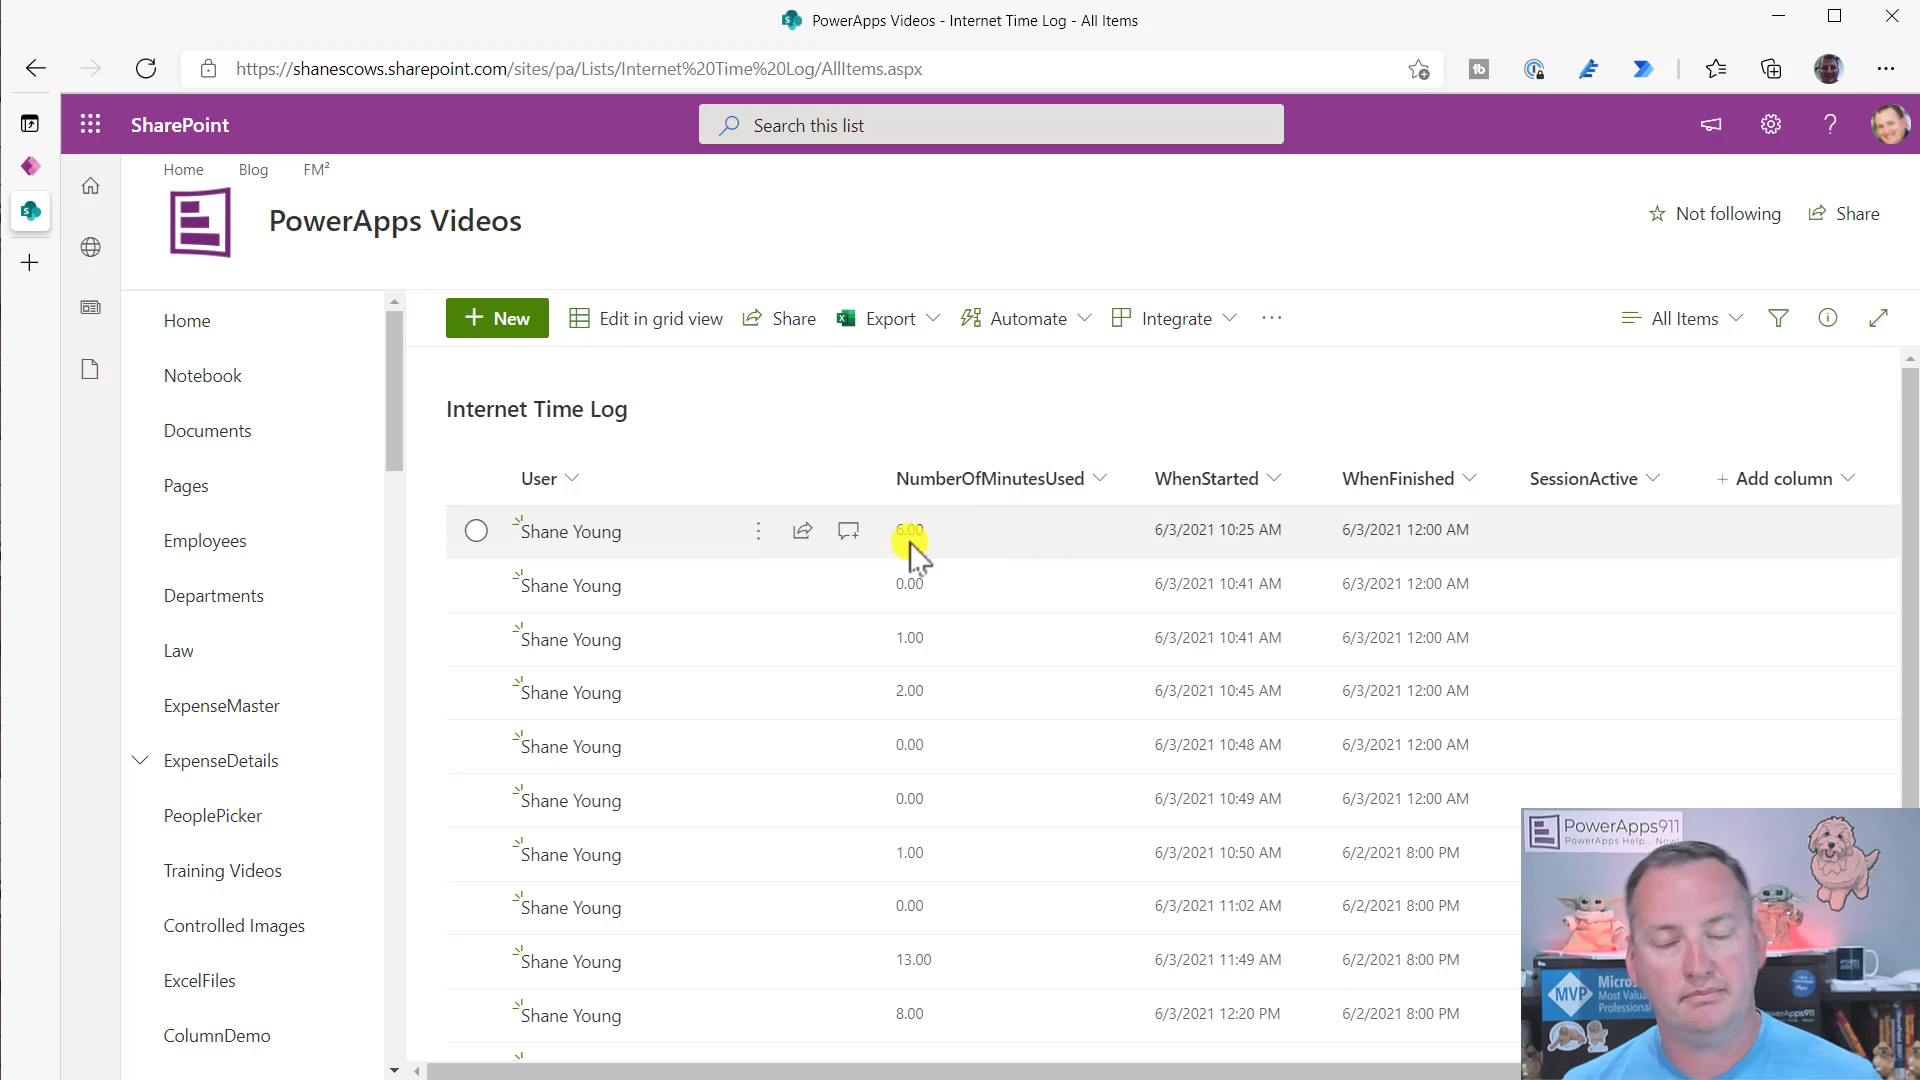 PowerApps Videos - Internet Time Log - All Items
https://shanescows.sharepoint.com/sites/pa/Lists/Internet%20Time%20Log/AllItems.aspx
SharePoint
Search this list
Home Blog FM²
PowerApps Videos
Not following Share
New Edit in grid view Share Export Automate Integrate All Items
Home
Notebook
Documents
Pages
Employees
Departments
Law
ExpenseMaster
ExpenseDetails
PeoplePicker
Training Videos
Controlled Images
ExcelFiles
ColumnDemo
Internet Time Log
User NumberOfMinutesUsed WhenStarted WhenFinished SessionActive + Add column
Shane Young 6.00 6/3/2021 10:25 AM 6/3/2021 12:00 AM
Shane Young 0.00 6/3/2021 10:41 AM 6/3/2021 12:00 AM
Shane Young 1.00 6/3/2021 10:41 AM 6/3/2021 12:00 AM
Shane Young 2.00 6/3/2021 10:45 AM 6/3/2021 12:00 AM
Shane Young 0.00 6/3/2021 10:48 AM 6/3/2021 12:00 AM
Shane Young 0.00 6/3/2021 10:49 AM 6/3/2021 12:00 AM
Shane Young 1.00 6/3/2021 10:50 AM 6/2/2021 8:00 PM
Shane Young 0.00 6/3/2021 11:02 AM 6/2/2021 8:00 PM
Shane Young 13.00 6/3/2021 11:49 AM 6/2/2021 8:00 PM
Shane Young 8.00 6/3/2021 12:20 PM 6/2/2021 8:00 PM
PowerApps911
PowerApps Help... Now!
MVP
Micros
Most Valua
Professional